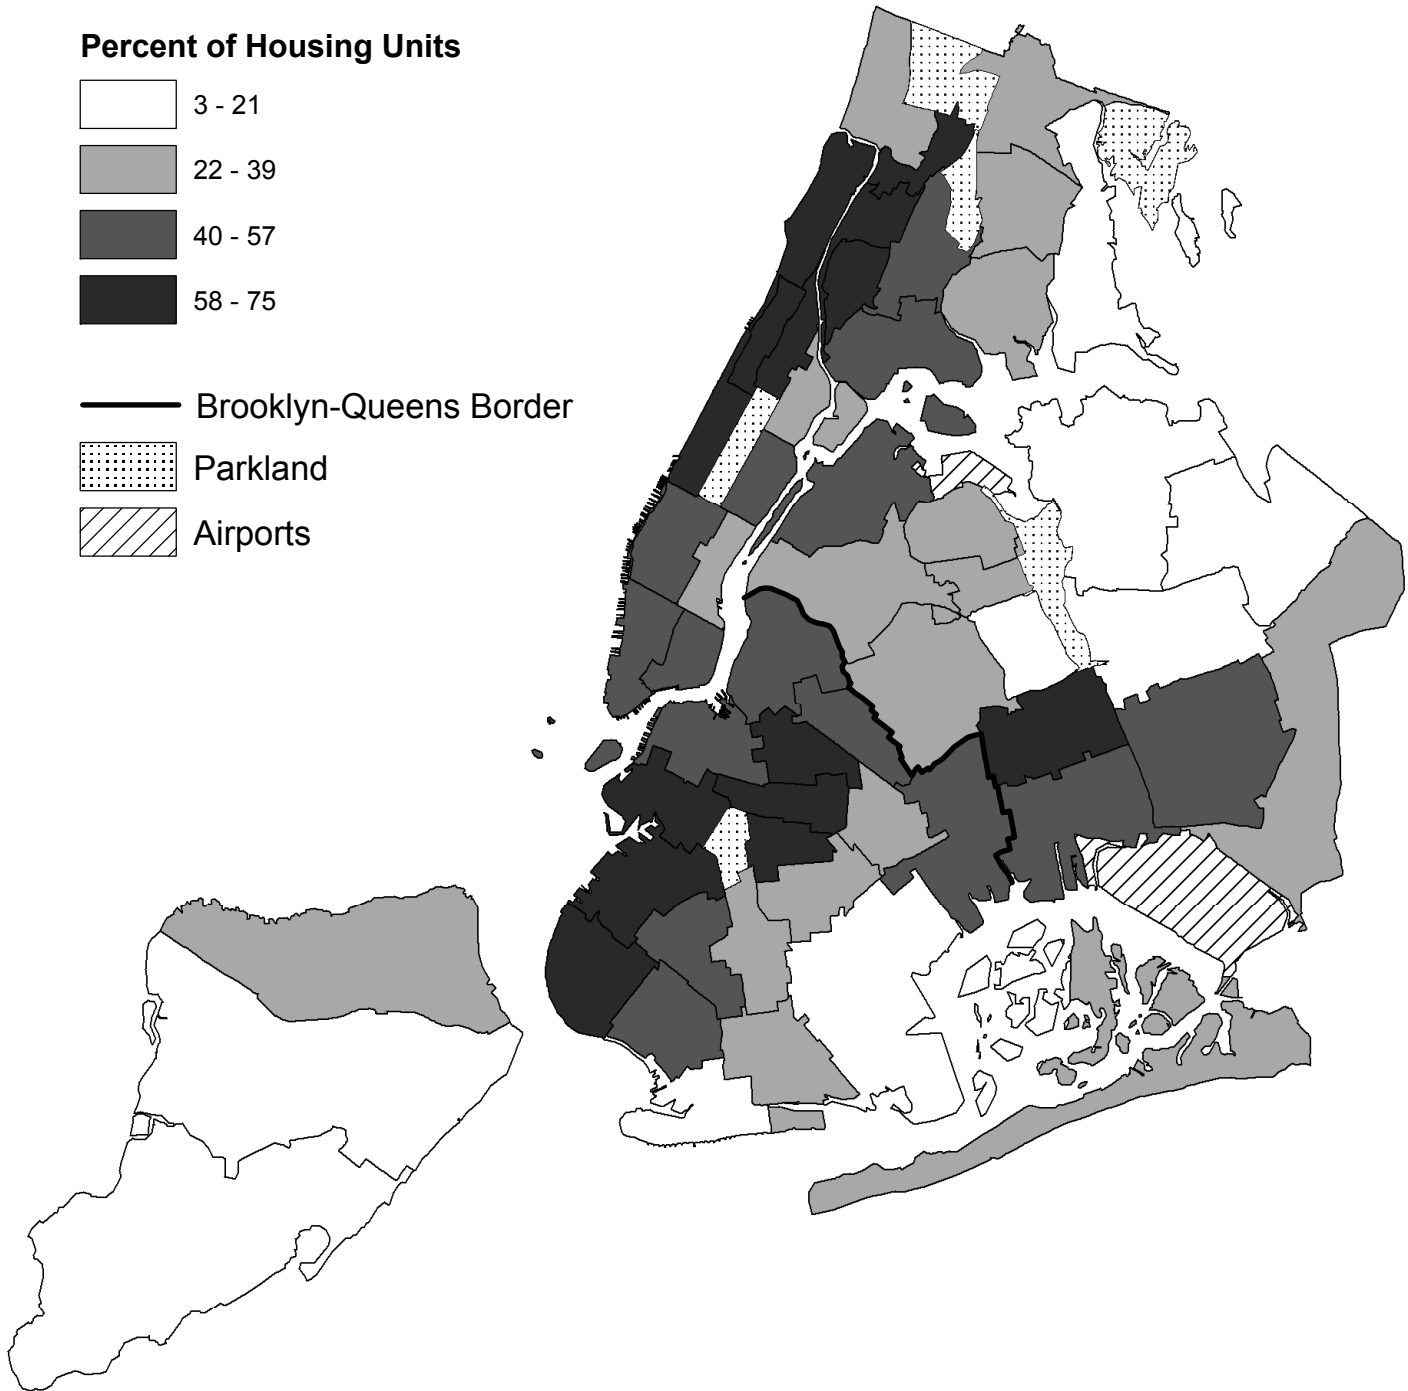 Percent of Housing Units
3 - 21
22 - 39
40 - 57
58 - 75
Brooklyn-Queens Border
Parkland
Airports